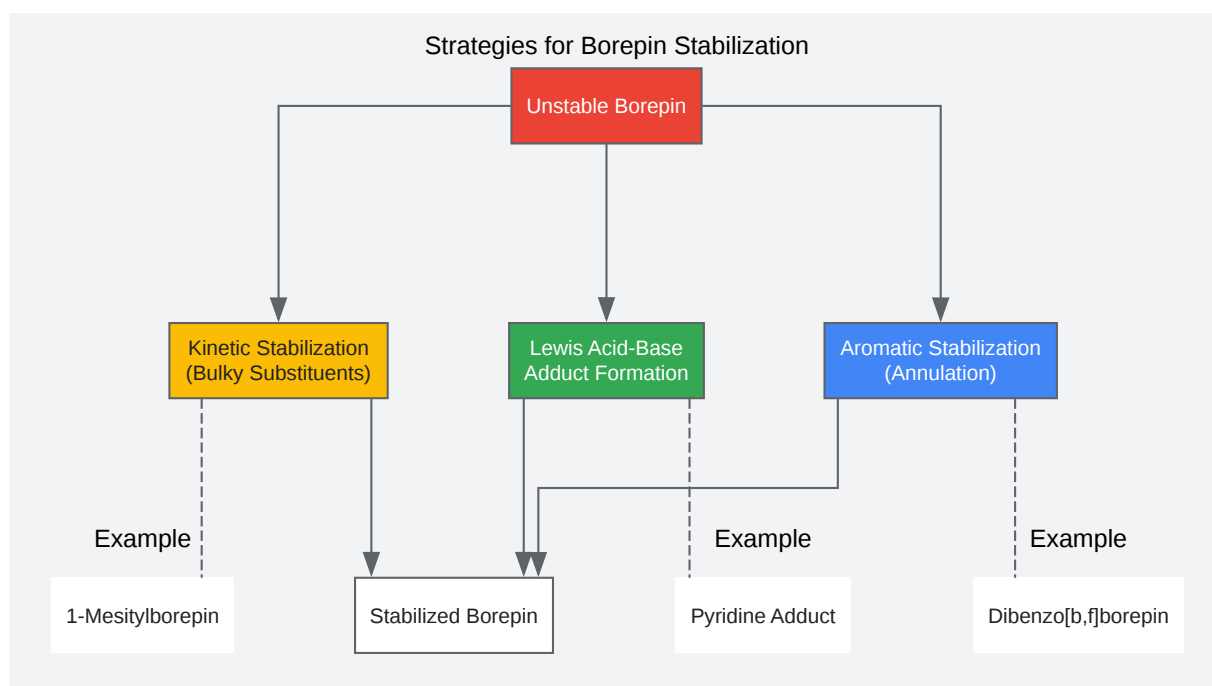 Strategies for Borepin Stabilization
Unstable Borepin
Kinetic Stabilization
(Bulky Substituents)
Lewis Acid-Base
Adduct Formation
Aromatic Stabilization
(Annulation)
Example
Example
Example
1-Mesitylborepin
Stabilized Borepin
Pyridine Adduct
Dibenzo[b,f]borepin